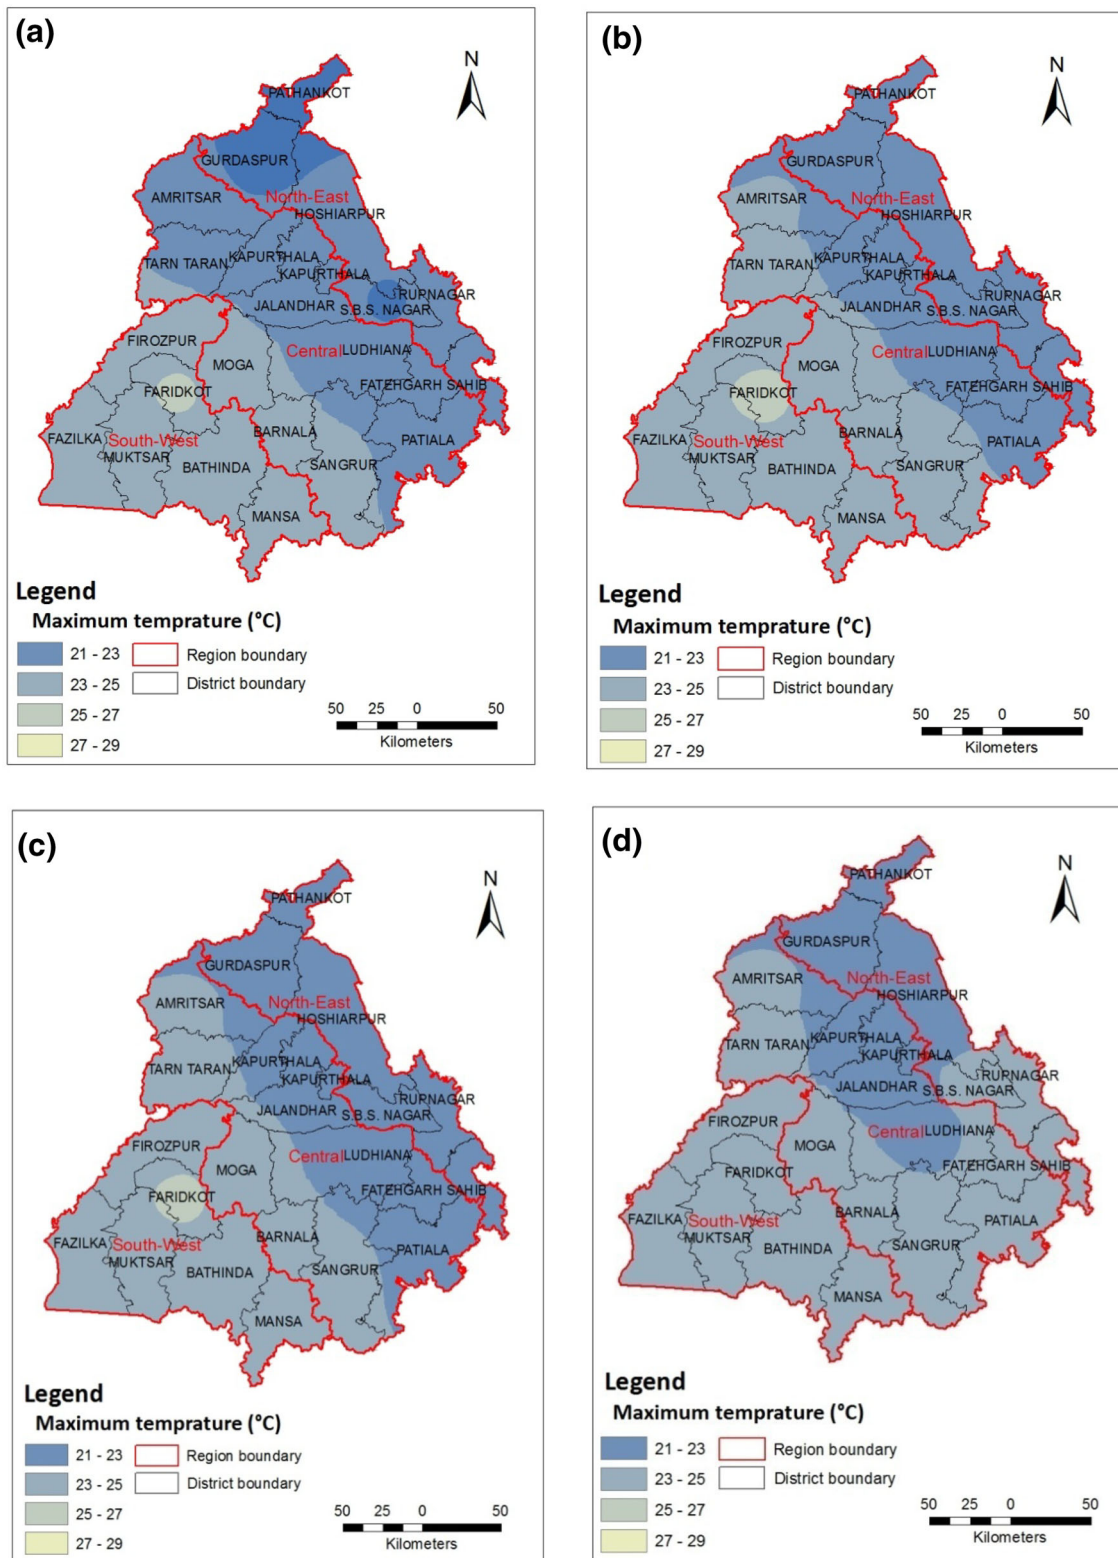 (a)
N
PATHANKOT
GURDASPUR
AMRITSAR
North-East
HOSHIARPUR
TARN TARAN
KAPURTHALA
KAPURTHALA
RUPNAGAR
JALANDHAR
S.B.S. NAGAR
FIROZPUR
Central
LUDHIANA
MOGA
FARIDKOT
FATEHGARH SAHIB
FAZILKA
South-West
BARNALA
PATIALA
MUKTSAR
BATHINDA
SANGRUR
MANSA
Legend
Maximum temprature (°C)
21 - 23
Region boundary
23 - 25
District boundary
25 - 27
27 - 29
50 25 0 50
Kilometers
(b)
N
PATHANKOT
GURDASPUR
AMRITSAR
North-East
HOSHIARPUR
TARN TARAN
KAPURTHALA
KAPURTHALA
RUPNAGAR
JALANDHAR
S.B.S. NAGAR
FIROZPUR
Central
LUDHIANA
MOGA
FARIDKOT
FATEHGARH SAHIB
FAZILKA
South-West
BARNALA
PATIALA
MUKTSAR
BATHINDA
SANGRUR
MANSA
Legend
Maximum temprature (°C)
21 - 23
Region boundary
23 - 25
District boundary
25 - 27
27 - 29
50 25 0 50
Kilometers
(c)
N
PATHANKOT
GURDASPUR
AMRITSAR
North-East
HOSHIARPUR
TARN TARAN
KAPURTHALA
KAPURTHALA
RUPNAGAR
JALANDHAR
S.B.S. NAGAR
FIROZPUR
Central
LUDHIANA
MOGA
FARIDKOT
FATEHGARH SAHIB
FAZILKA
South-West
BARNALA
PATIALA
MUKTSAR
BATHINDA
SANGRUR
MANSA
Legend
Maximum temprature (°C)
21 - 23
Region boundary
23 - 25
District boundary
25 - 27
27 - 29
50 25 0 50
Kilometers
(d)
N
PATHANKOT
GURDASPUR
AMRITSAR
North-East
HOSHIARPUR
TARN TARAN
KAPURTHALA
KAPURTHALA
RUPNAGAR
JALANDHAR
S.B.S. NAGAR
FIROZPUR
Central
LUDHIANA
MOGA
FARIDKOT
FATEHGARH SAHIB
FAZILKA
South-West
BARNALA
PATIALA
MUKTSAR
BATHINDA
SANGRUR
MANSA
Legend
Maximum temprature (°C)
21 - 23
Region boundary
23 - 25
District boundary
25 - 27
27 - 29
50 25 0 50
Kilometers